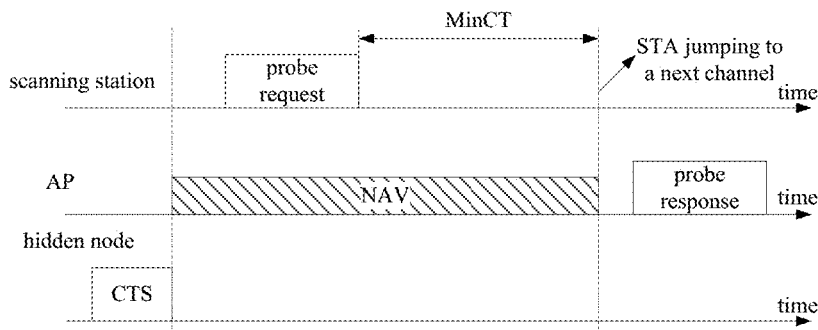 MinCT
STA jumping to
a next channel
scanning station
probe
request
time
AP
NAV
probe
response
time
hidden node
CTS
time